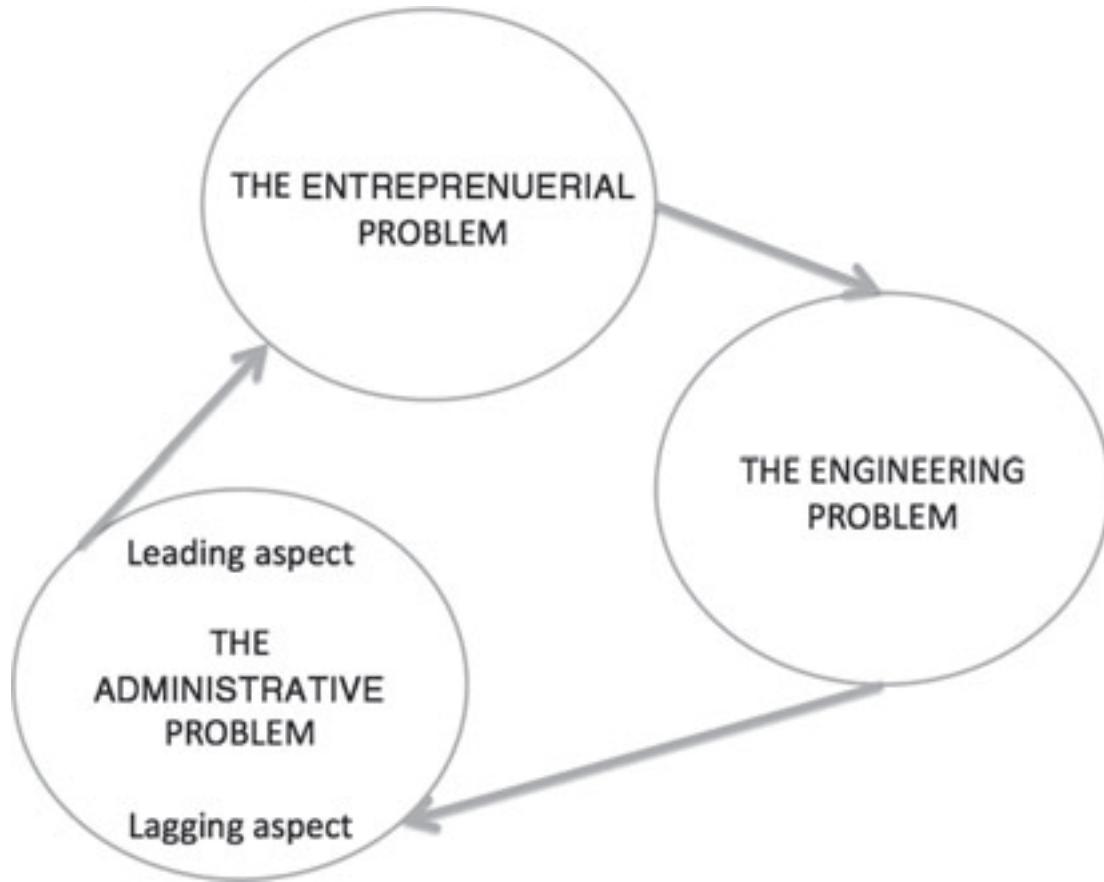 THE ENTREPRENUERIAL
PROBLEM
THE ENGINEERING
PROBLEM
Leading aspect
THE
ADMINISTRATIVE
PROBLEM
Lagging aspect